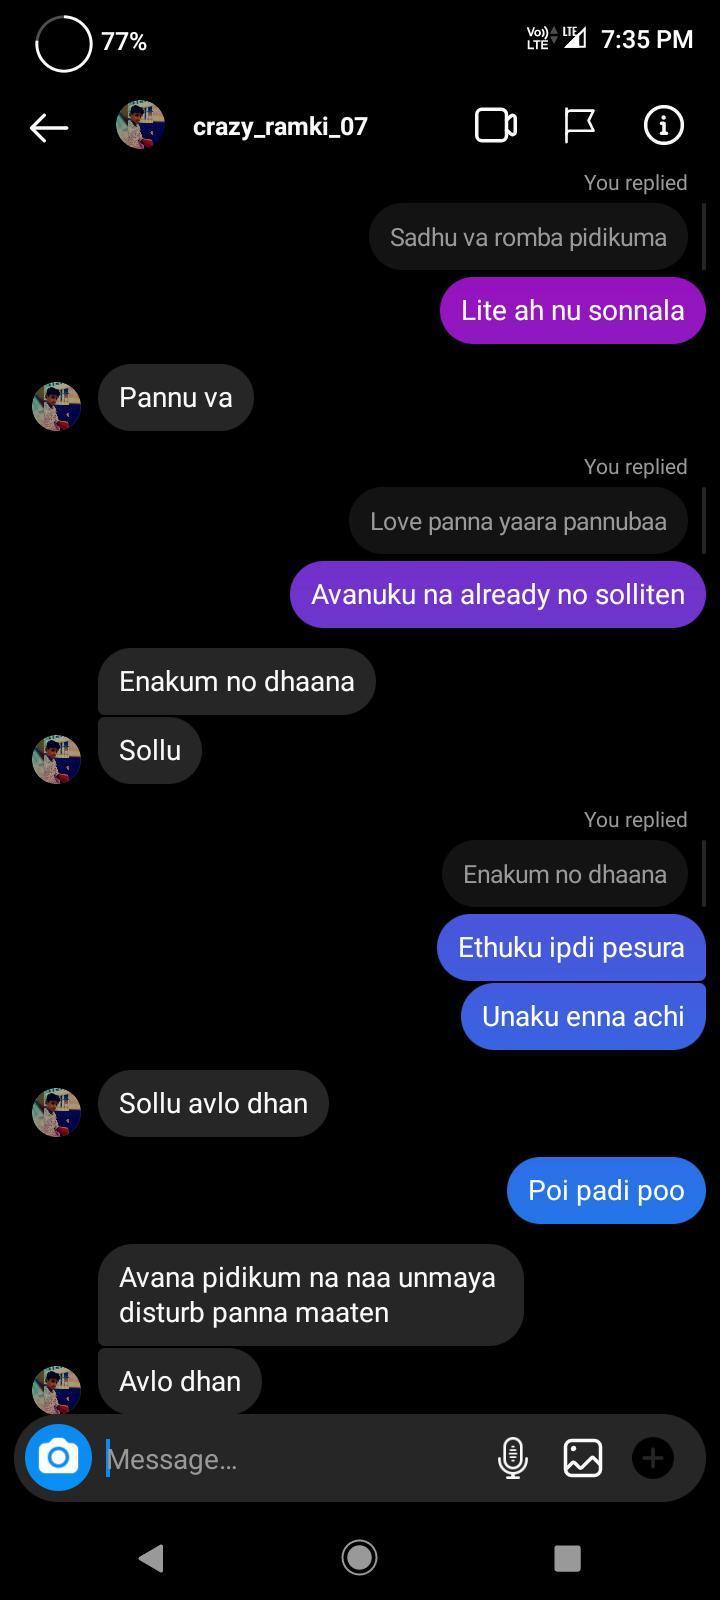 77%
Vo)) LTE LTE 7:35 PM
crazy_ramki_07
You replied
Sadhu va romba pidikuma
Lite ah nu sonnala
Pannu va
You replied
Love panna yaara pannubaa
Avanuku na already no solliten
Enakum no dhaana
Sollu
You replied
Enakum no dhaana
Ethuku ipdi pesura
Unaku enna achi
Sollu avlo dhan
Poi padi poo
Avana pidikum na naa unmaya
disturb panna maaten
Avlo dhan
Message...